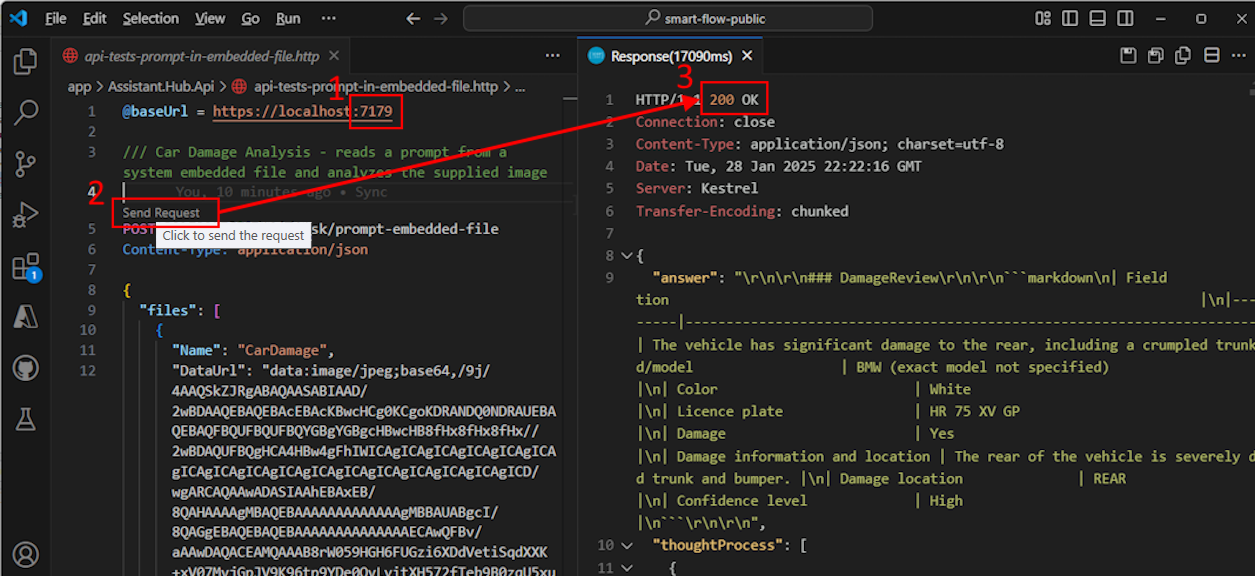 File Edit Selection View Go Run ··· smart-flow-public
api-tests-prompt-in-embedded-file.http
app > Assistant.Hub.Api > api-tests-prompt-in-embedded-file.http > ...
1
1 @baseUrl = https://localhost:7179
2
3 /// Car Damage Analysis - reads a prompt from a
system embedded file and analyzes the supplied image
4 You, 10 minutes ago • Sync
2
Send Request
5 POST sk/prompt-embedded-file
Click to send the request
6 Content-Type: application/json
7
8 {
9 "files": [
10 {
11 "Name": "CarDamage",
12 "DataUrl": "data:image/jpeg;base64,/9j/
4AAQSkZJRgABAQAASABIAAD/
2wBDAAQEBAQEBAcEBAcKBwcHCg0KCgoKDRANDQ0NDRAUEBA
QEBAQFBQUFBQUFBQYGBgYGBgcHBwcHB8fHx8fHx8fHx//
2wBDAQUFBQgHCA4HBw4gFhIWICAgICAgICAgICAgICAgICA
gICAgICAgICAgICAgICAgICAgICAgICAgICAgICAgICD/
wgARCAQAAwADASIAAhEBAxEB/
8QAHAAAAgMBAQEBAAAAAAAAAAAAAAgMBBAUABgcI/
8QAGgEBAQEBAQEBAAAAAAAAAAAAAAECAwQFBv/
aAAwDAQACEAMQAAAB8rW059HGH6FUGzi6XDdVetiSqdXXK
1
Response(17090ms)
3
1 HTTP/1.1 200 OK
2 Connection: close
3 Content-Type: application/json; charset=utf-8
4 Date: Tue, 28 Jan 2025 22:22:16 GMT
5 Server: Kestrel
6 Transfer-Encoding: chunked
7
8 {
9 "answer": "\r\n\r\n### DamageReview\r\n\r\n```markdown\n| Field
tion |\n|---
-----|--------------------------------------------------------------
| The vehicle has significant damage to the rear, including a crumpled trunk
d/model | BMW (exact model not specified)
|\n| Color | White
|\n| Licence plate | HR 75 XV GP
|\n| Damage | Yes
|\n| Damage information and location | The rear of the vehicle is severely d
d trunk and bumper. |\n| Damage location | REAR
|\n| Confidence level | High
|\n```\r\n\r\n",
10 "thoughtProcess": [
11 {